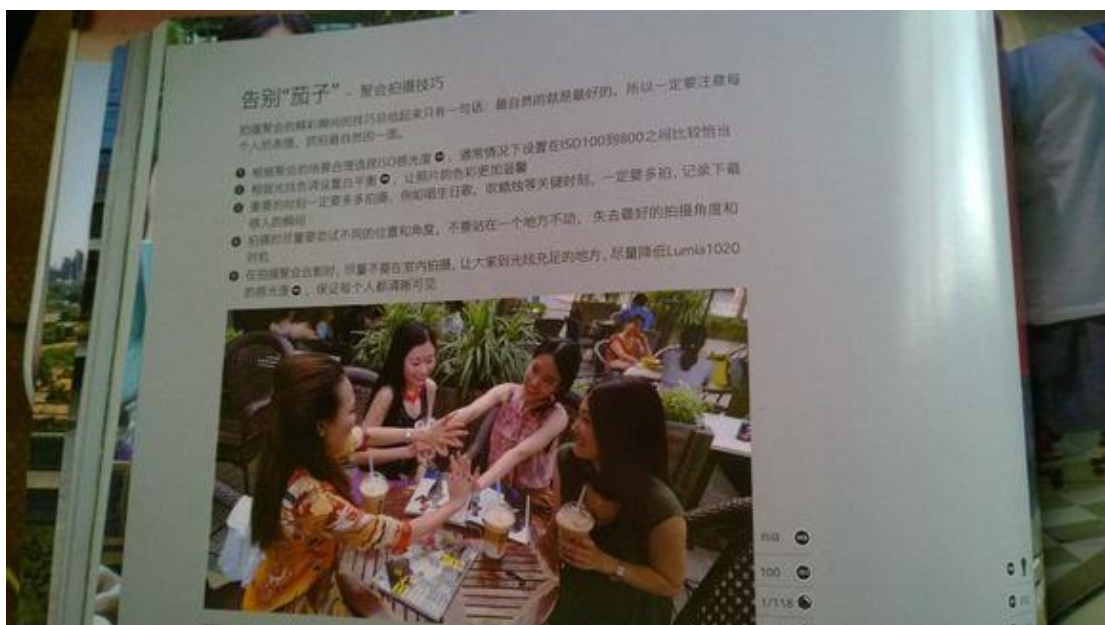 告别“茄子” - 聚会拍摄技巧
拍摄聚会的精彩瞬间的技巧总结起来只有一句话：最自然的就是最好的。所以一定要注意每
个人的表情，抓拍最自然的一面。
❶ 根据聚会的场景合理选择ISO感光度 ，通常情况下设置在ISO100到800之间比较恰当
❷ 根据光线色调设置白平衡 ，让照片的色彩更加温馨
❸ 重要的时刻一定要多多拍摄，例如唱生日歌、吹蜡烛等关键时刻，一定要多拍，记录下最
感人的瞬间
❹ 拍摄时尽量要尝试不同的位置和角度，不要站在一个地方不动，失去最好的拍摄角度和
时机
❺ 在拍摄聚会合影时，尽量不要在室内拍摄，让大家到光线充足的地方，尽量降低Lumia1020
的感光度 ，保证每个人都清晰可见
自动
100
1/118